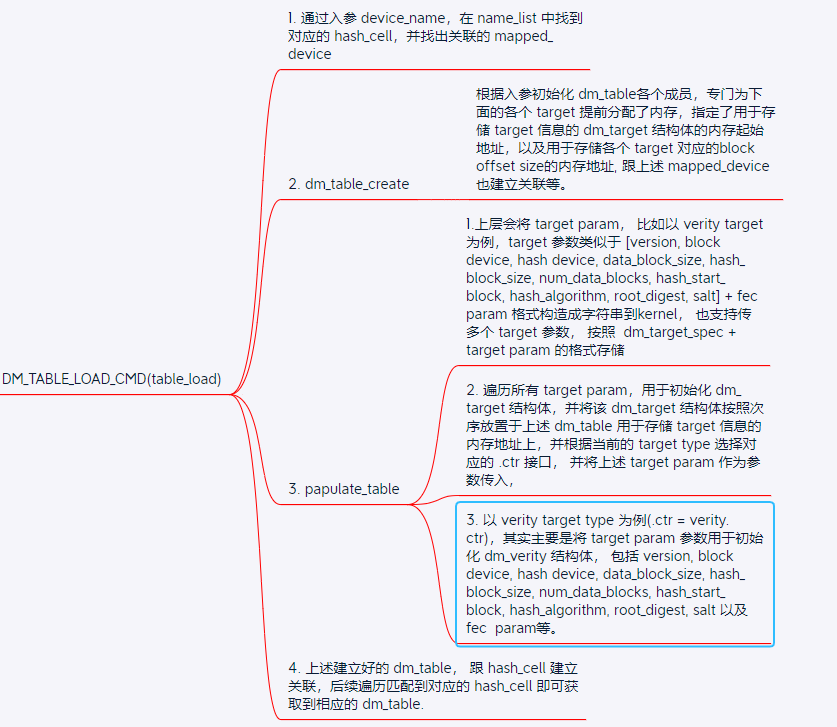 1. 通过入参 device_name，在 name_list 中找到
对应的 hash_cell，并找出关联的 mapped_
device
根据入参初始化 dm_table各个成员，专门为下
面的各个 target 提前分配了内存，指定了用于存
储 target 信息的 dm_target 结构体的内存起始
地址，以及用于存储各个 target 对应的block
offset size的内存地址, 跟上述 mapped_device
也建立关联等。
2. dm_table_create
1.上层会将 target param， 比如以 verity target
为例，target 参数类似于 [version, block
device, hash device, data_block_size, hash_
block_size, num_data_blocks, hash_start_
block, hash_algorithm, root_digest, salt] + fec
param 格式构造成字符串到kernel， 也支持传
多个 target 参数， 按照  dm_target_spec +
target param 的格式存储
DM_TABLE_LOAD_CMD(table_load)
2. 遍历所有 target param，用于初始化 dm_
target 结构体，并将该 dm_target 结构体按照次
序放置于上述 dm_table 用于存储 target 信息的
内存地址上，并根据当前的 target type 选择对
应的 .ctr 接口， 并将上述 target param 作为参
数传入，
3. papulate_table
3. 以 verity target type 为例(.ctr = verity.
ctr)，其实主要是将 target param 参数用于初始
化 dm_verity 结构体， 包括 version, block
device, hash device, data_block_size, hash_
block_size, num_data_blocks, hash_start_
block, hash_algorithm, root_digest, salt 以及
fec  param等。
4. 上述建立好的 dm_table， 跟 hash_cell 建立
关联，后续遍历匹配到对应的 hash_cell 即可获
取到相应的 dm_table.